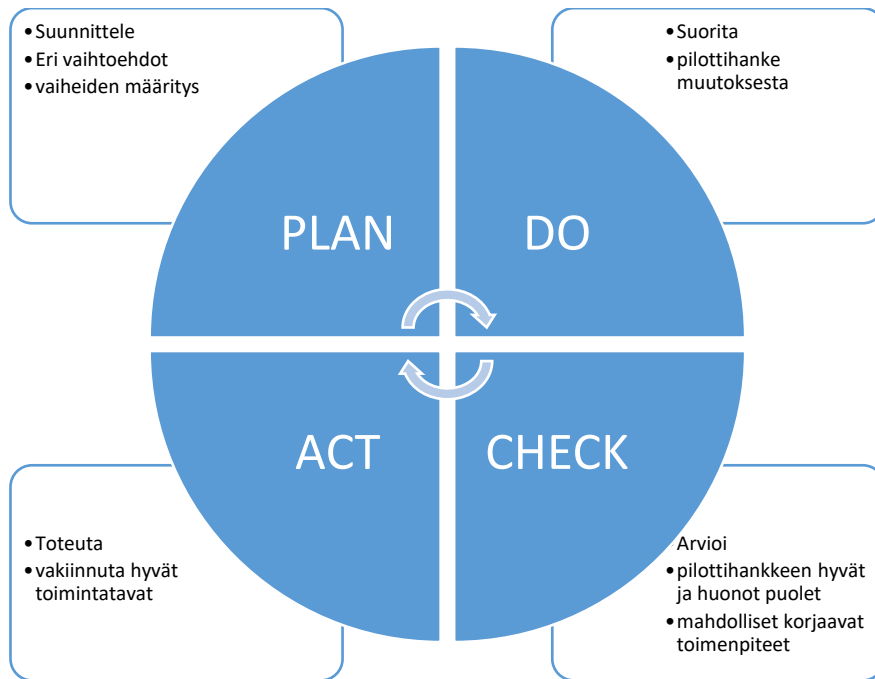 •Suunnittele
•Eri vaihtoehdot
•vaiheiden määritys
•Suorita
•pilottihanke
muutoksesta
PLAN
DO
ACT
CHECK
•Toteuta
•vakiinnuta hyvät
toimintatavat
•Arvioi
•pilottihankkeen hyvät
ja huonot puolet
•mahdolliset korjaavat
toimenpiteet